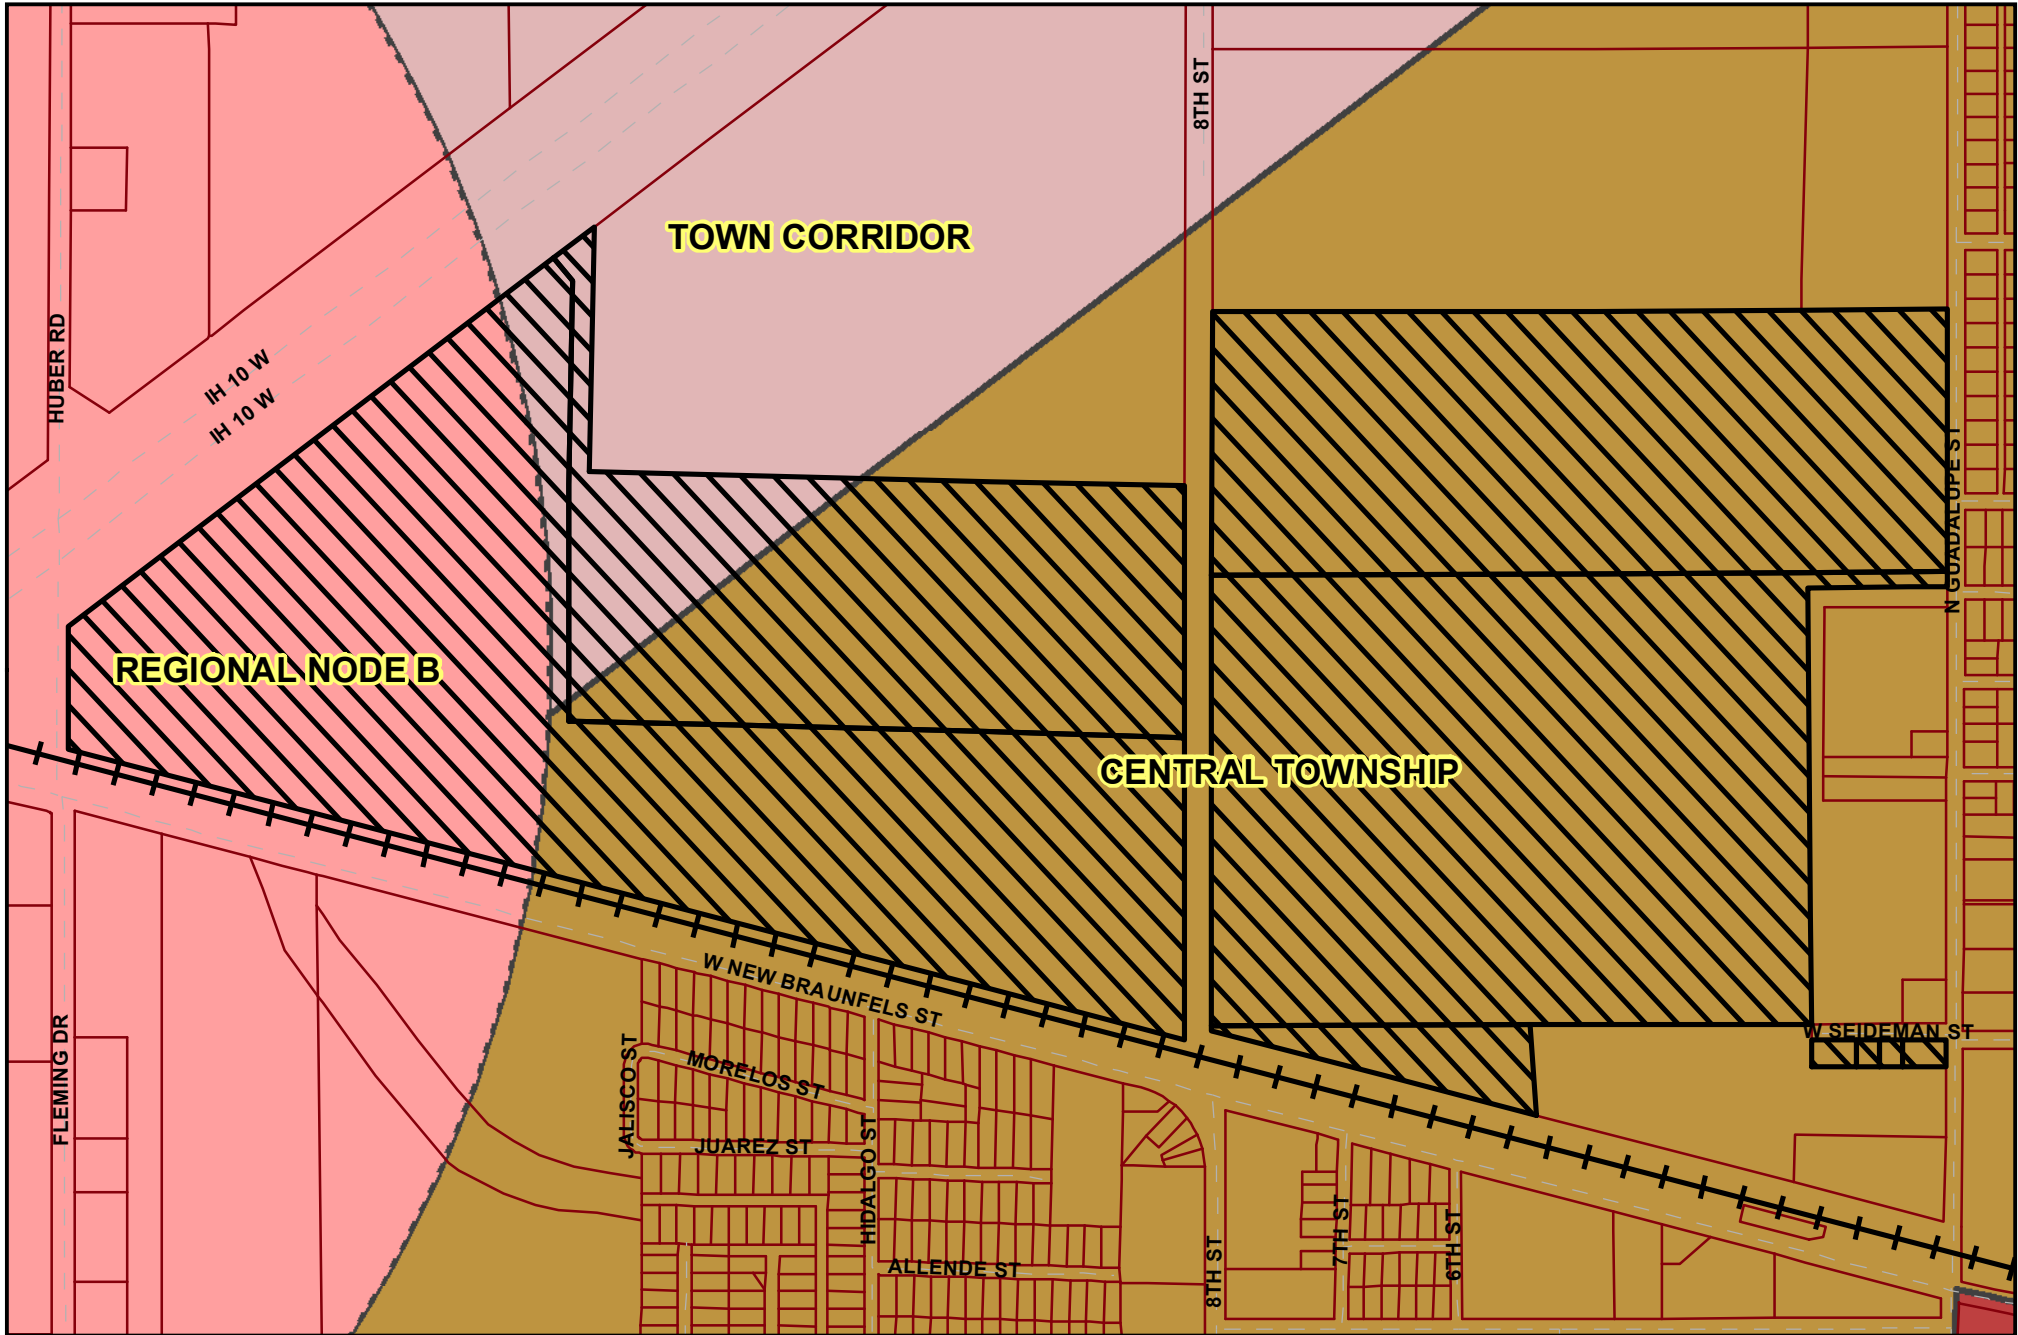 8TH ST
TOWN CORRIDOR
HUBER RD
IH 10 W
IH 10 W
N GUADALUPE ST
REGIONAL NODE B
CENTRAL TOWNSHIP
W NEW BRAUNFELS ST
W SEIDEMAN ST
FLEMING DR
JALISCO ST
MORELOS ST
JUAREZ ST
HIDALGO ST
ALLENDE ST
8TH ST
7TH ST
6TH ST